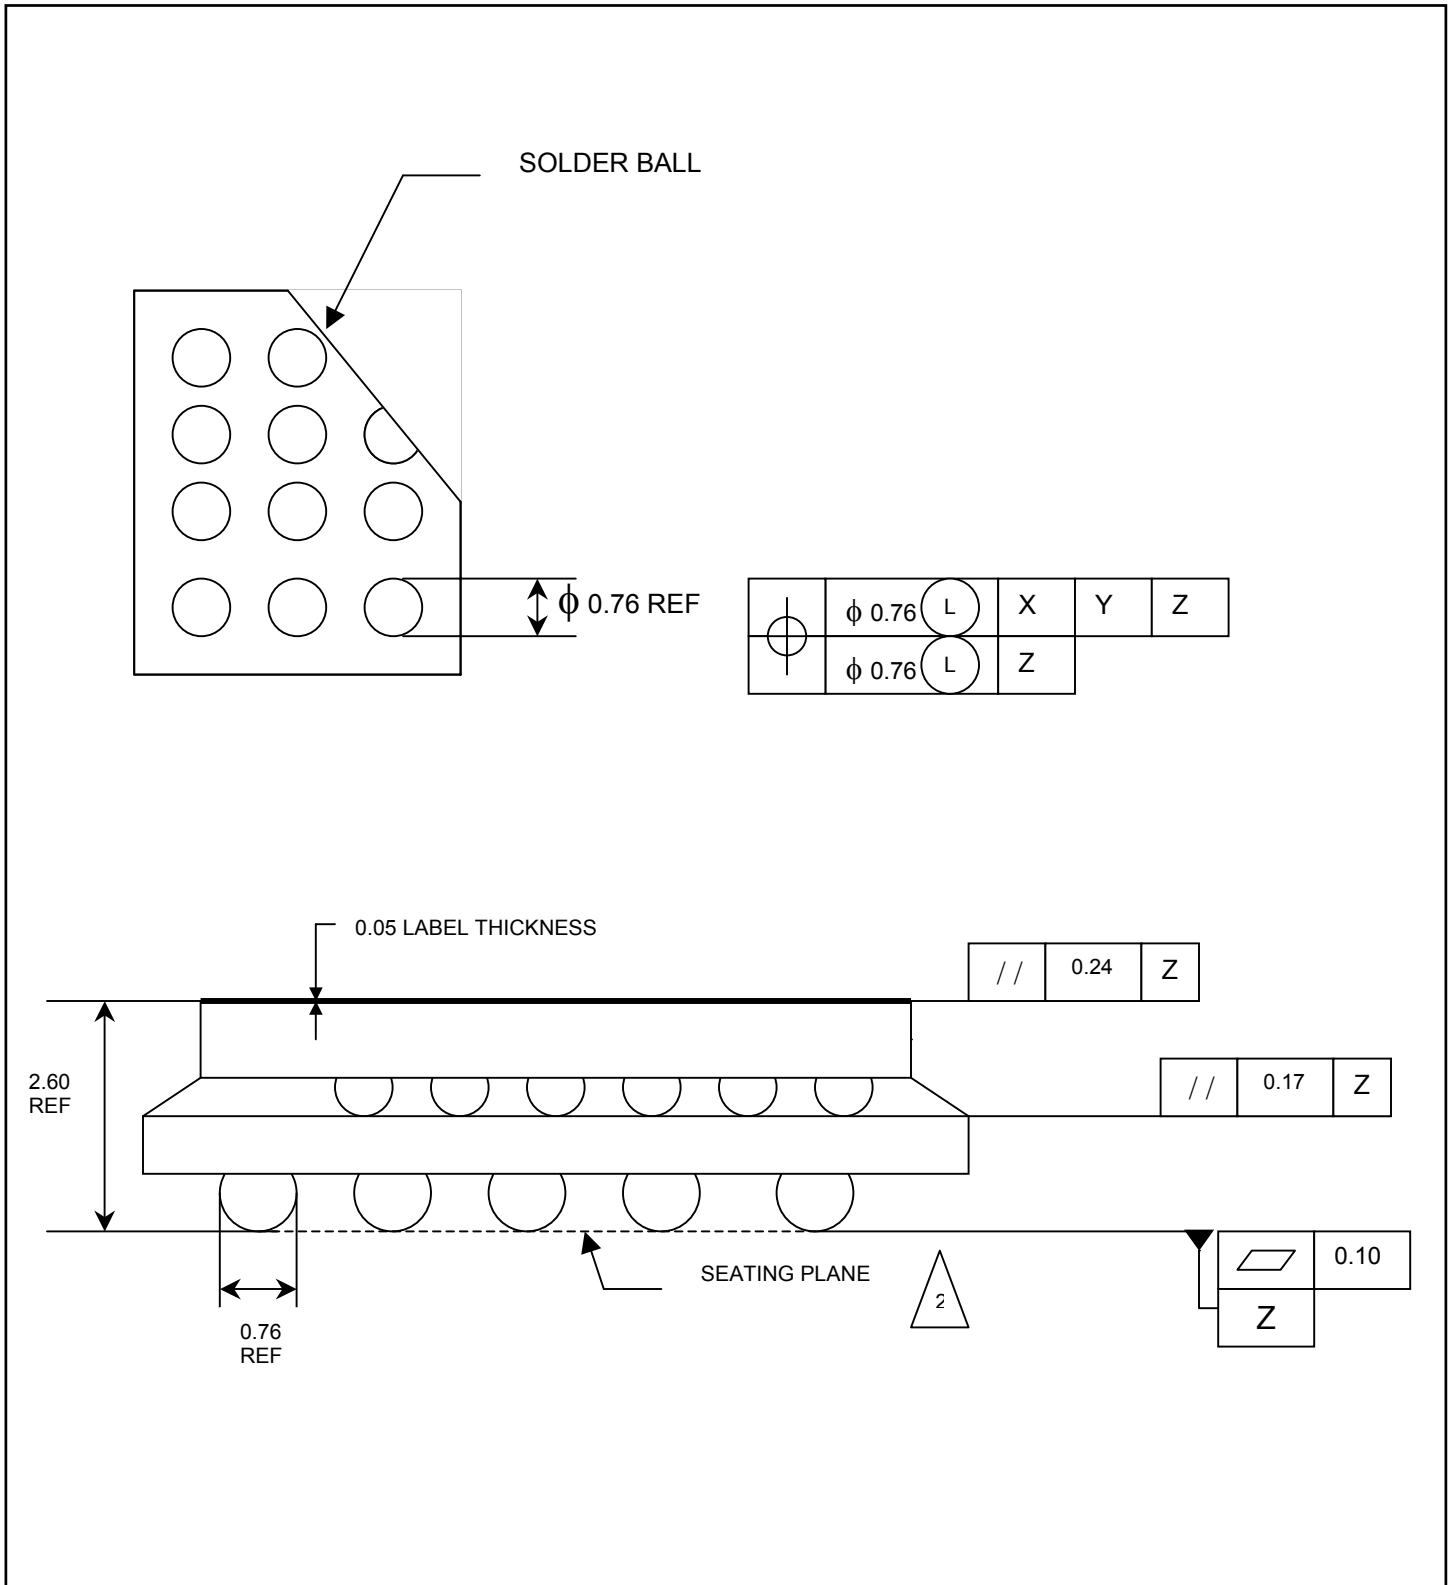 SOLDER BALL
ϕ 0.76 REF
ϕ 0.76 L X Y Z
ϕ 0.76 L Z
0.05 LABEL THICKNESS
// 0.24 Z
2.60
REF
// 0.17 Z
SEATING PLANE
2
0.10
Z
0.76
REF